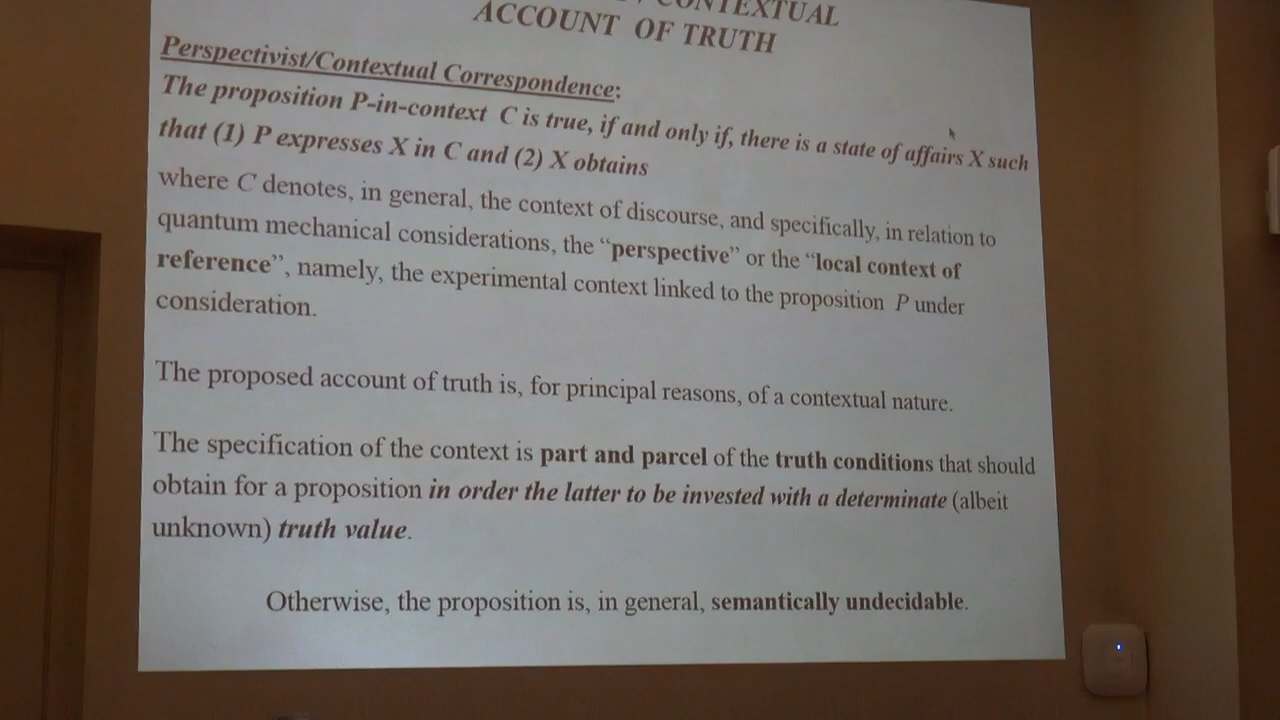 CONTEXTUAL
ACCOUNT OF TRUTH
Perspectivist/Contextual Correspondence:
The proposition P-in-context C is true, if and only if, there is a state of affairs X such
that (1) P expresses X in C and (2) X obtains
where C denotes, in general, the context of discourse, and specifically, in relation to
quantum mechanical considerations, the “perspective” or the “local context of
reference”, namely, the experimental context linked to the proposition P under
consideration.
The proposed account of truth is, for principal reasons, of a contextual nature.
The specification of the context is part and parcel of the truth conditions that should
obtain for a proposition in order the latter to be invested with a determinate (albeit
unknown) truth value.
Otherwise, the proposition is, in general, semantically undecidable.